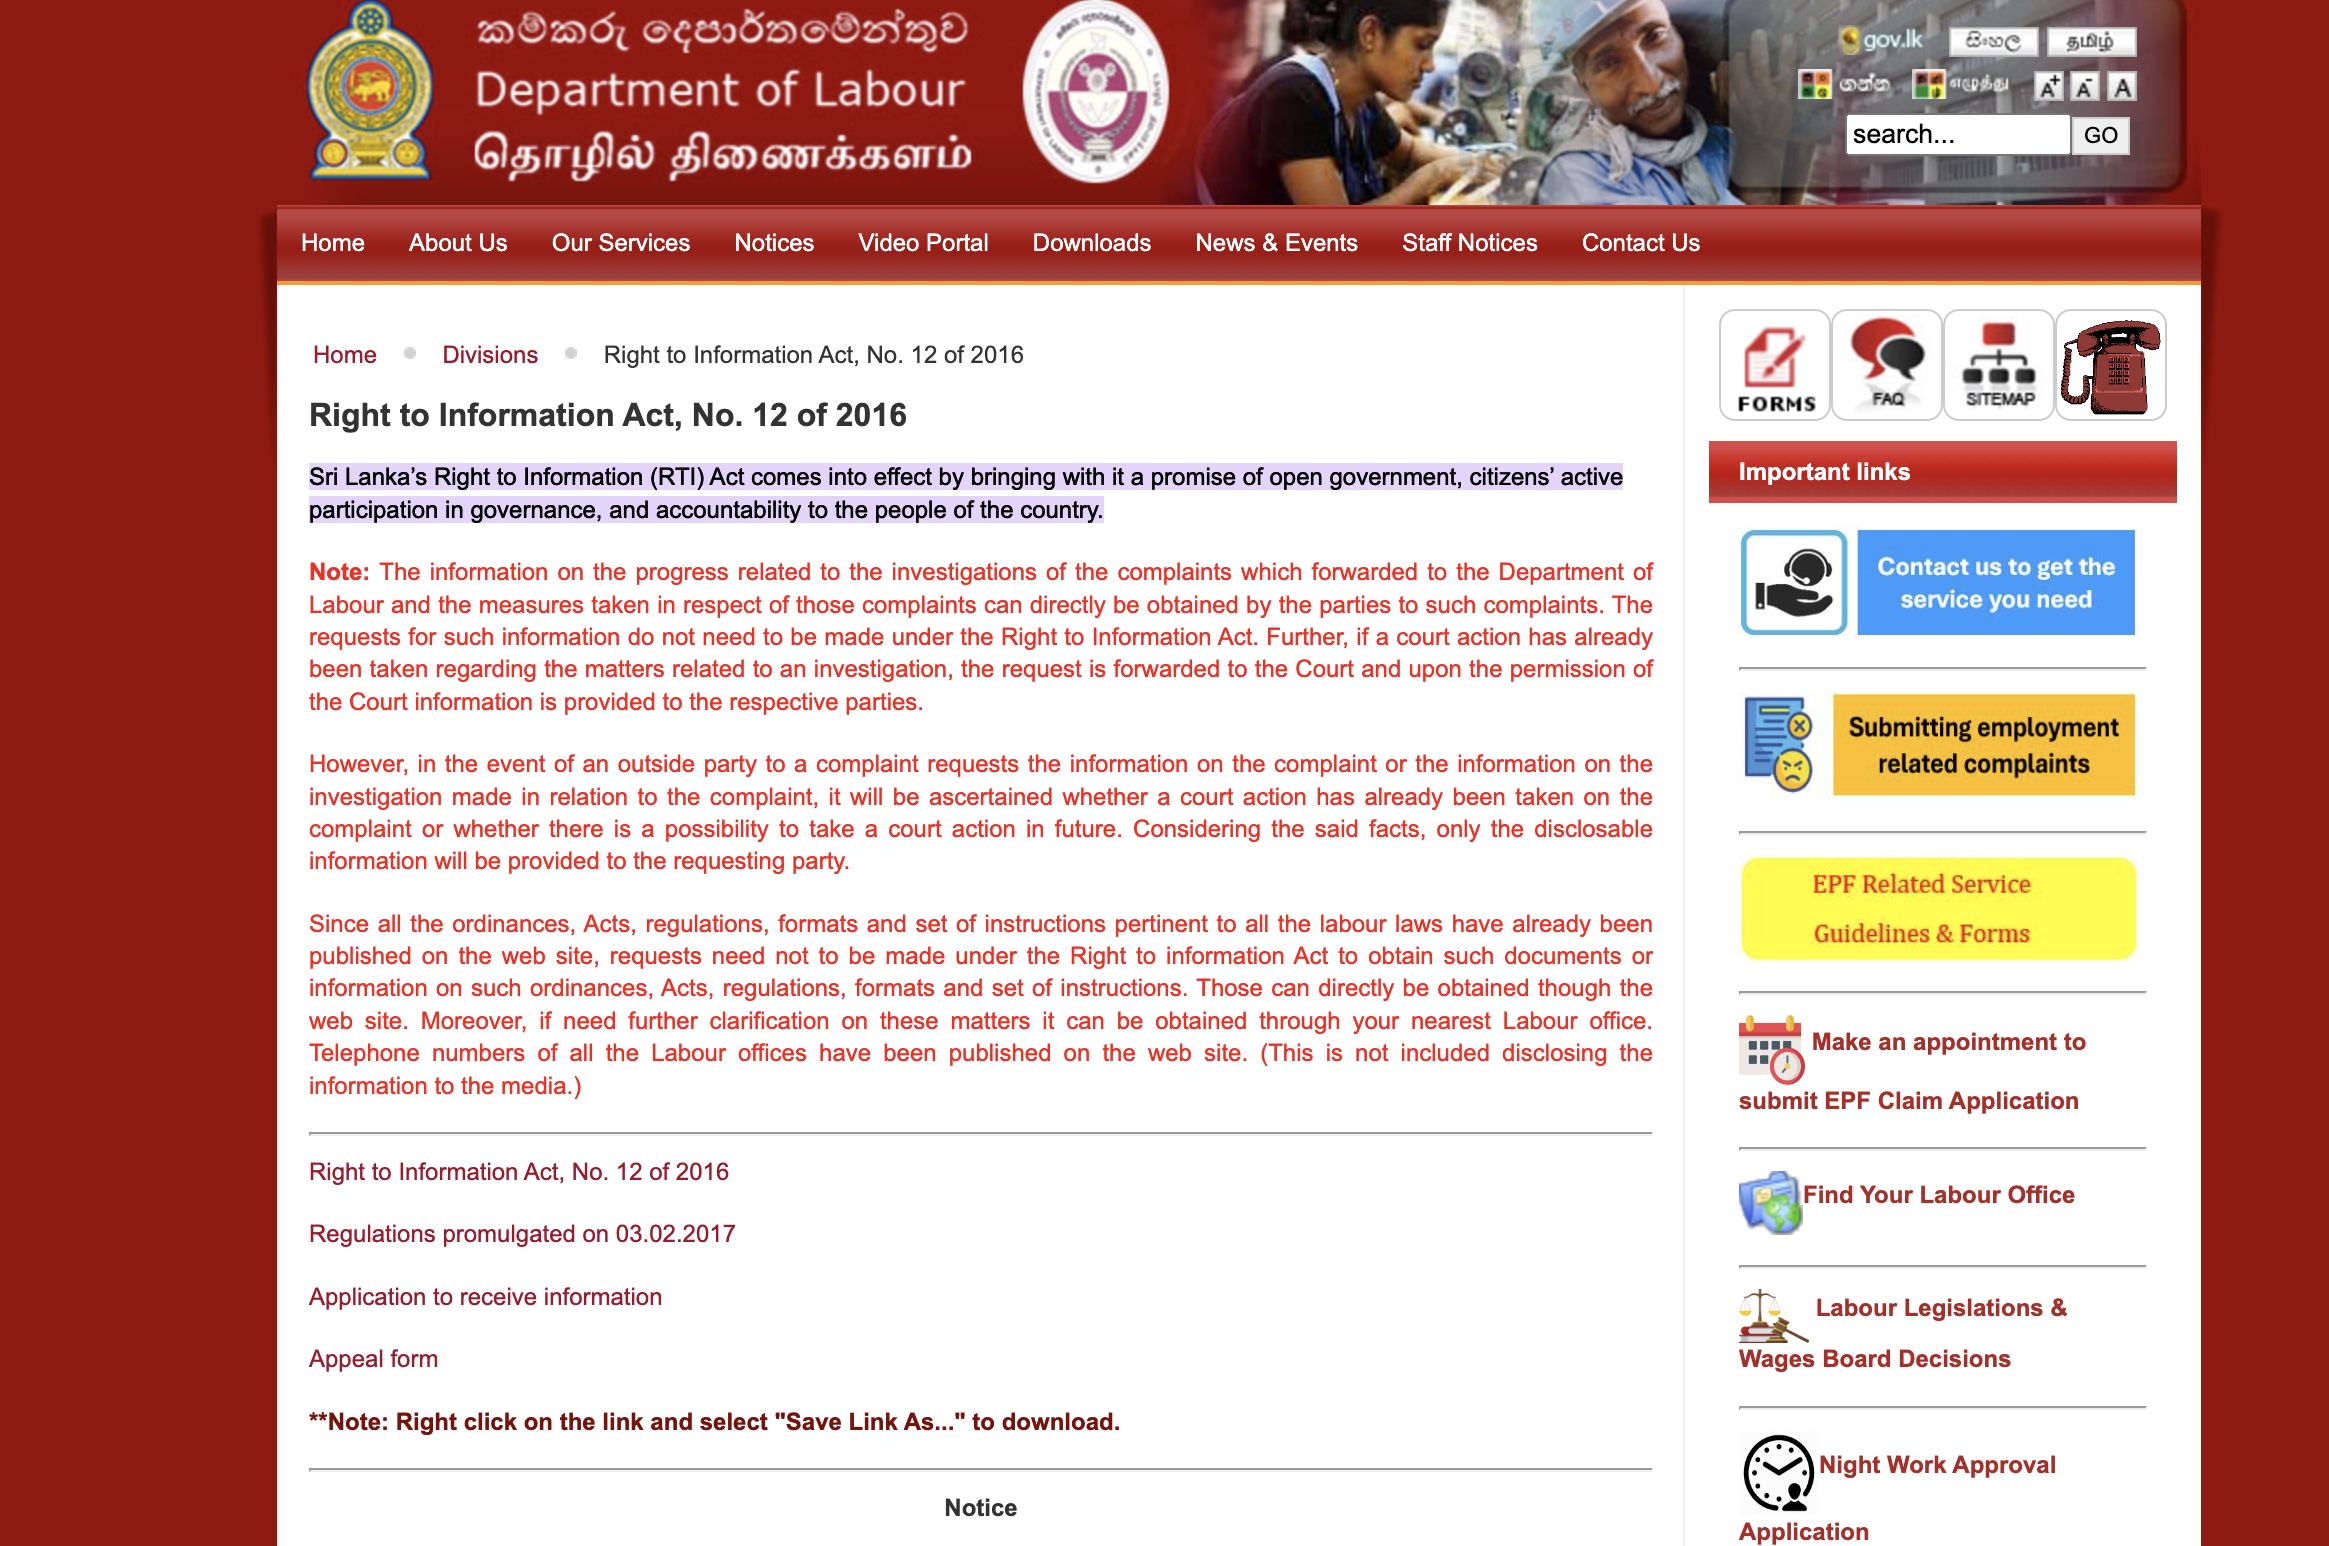 කම්කරු දෙපාර්තමේන්තුව
Department of Labour
தொழில் திணைக்களம்
gov.lk
සිංහල
தமிழ்
ගන්න
எழுத்து
A+
A-
A
search...
GO
Home
About Us
Our Services
Notices
Video Portal
Downloads
News & Events
Staff Notices
Contact Us
Home
Divisions
Right to Information Act, No. 12 of 2016
Right to Information Act, No. 12 of 2016
Sri Lanka’s Right to Information (RTI) Act comes into effect by bringing with it a promise of open government, citizens’ active
participation in governance, and accountability to the people of the country.
Note: The information on the progress related to the investigations of the complaints which forwarded to the Department of
Labour and the measures taken in respect of those complaints can directly be obtained by the parties to such complaints. The
requests for such information do not need to be made under the Right to Information Act. Further, if a court action has already
been taken regarding the matters related to an investigation, the request is forwarded to the Court and upon the permission of
the Court information is provided to the respective parties.
However, in the event of an outside party to a complaint requests the information on the complaint or the information on the
investigation made in relation to the complaint, it will be ascertained whether a court action has already been taken on the
complaint or whether there is a possibility to take a court action in future. Considering the said facts, only the disclosable
information will be provided to the requesting party.
Since all the ordinances, Acts, regulations, formats and set of instructions pertinent to all the labour laws have already been
published on the web site, requests need not to be made under the Right to information Act to obtain such documents or
information on such ordinances, Acts, regulations, formats and set of instructions. Those can directly be obtained though the
web site. Moreover, if need further clarification on these matters it can be obtained through your nearest Labour office.
Telephone numbers of all the Labour offices have been published on the web site. (This is not included disclosing the
information to the media.)
Right to Information Act, No. 12 of 2016
Regulations promulgated on 03.02.2017
Application to receive information
Appeal form
**Note: Right click on the link and select "Save Link As..." to download.
Notice
FORMS
FAQ
SITEMAP
Important links
Contact us to get the
service you need
Submitting employment
related complaints
EPF Related Service
Guidelines & Forms
Make an appointment to
submit EPF Claim Application
Find Your Labour Office
Labour Legislations &
Wages Board Decisions
Night Work Approval
Application